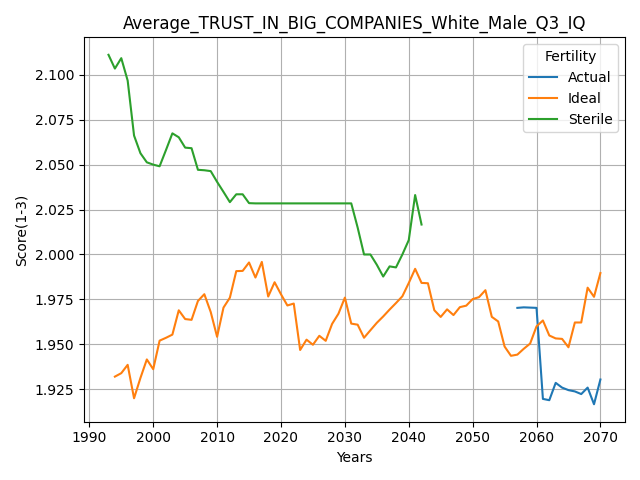 Average_TRUST_IN_BIG_COMPANIES_White_Male_Q3_IQ
Fertility
Actual
Ideal
Sterile
Score(1-3)
2.100
2.075
2.050
2.025
2.000
1.975
1.950
1.925
1990
2000
2010
2020
2030
2040
2050
2060
2070
Years